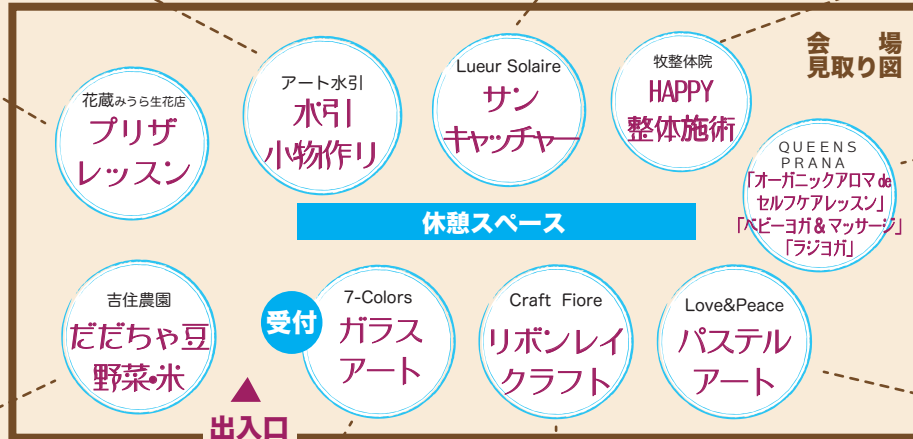 会場
見取り図
花蔵みうら生花店
プリザ
レッスン
アート水引
水引
小物作り
Lueur Solaire
サン
キャッチャー
牧整体院
HAPPY
整体施術
QUEENS
PRANA
「オーガニックアロマde
セルフケアレッスン」
「ベビーヨガ&マッサージ」
「ラジヨガ」
休憩スペース
吉住農園
だだちゃ豆
野菜・米
受付
7-Colors
ガラス
アート
Craft Fiore
リボンレイ
クラフト
Love&Peace
パステル
アート
出入口